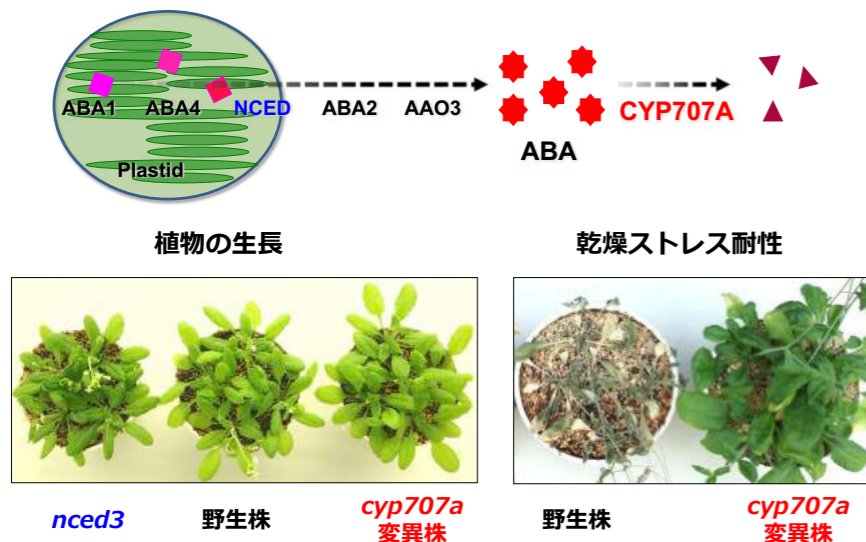 ABA1 ABA4 NCED ABA2 AAO3 CYP707A
ABA
Plastid
植物の生長 乾燥ストレス耐性
nced3 野生株 cyp707a 野生株 cyp707a
変異株 変異株